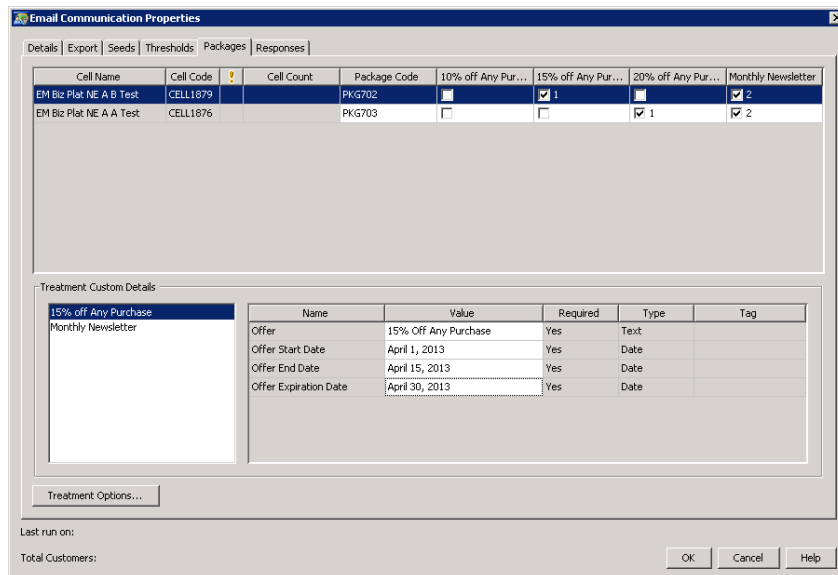 Email Communication Properties
Details Export Seeds Thresholds Packages Responses
Cell Name Cell Code ! Cell Count Package Code 10% off Any Pur... 15% off Any Pur... 20% off Any Pur... Monthly Newsletter
EM Biz Plat NE A B Test CELL1879 PKG702 1 2
EM Biz Plat NE A A Test CELL1876 PKG703 1 2
Treatment Custom Details
15% off Any Purchase
Monthly Newsletter
Name Value Required Type Tag
Offer 15% Off Any Purchase Yes Text
Offer Start Date April 1, 2013 Yes Date
Offer End Date April 15, 2013 Yes Date
Offer Expiration Date April 30, 2013 Yes Date
Treatment Options...
Last run on:
Total Customers:
OK Cancel Help